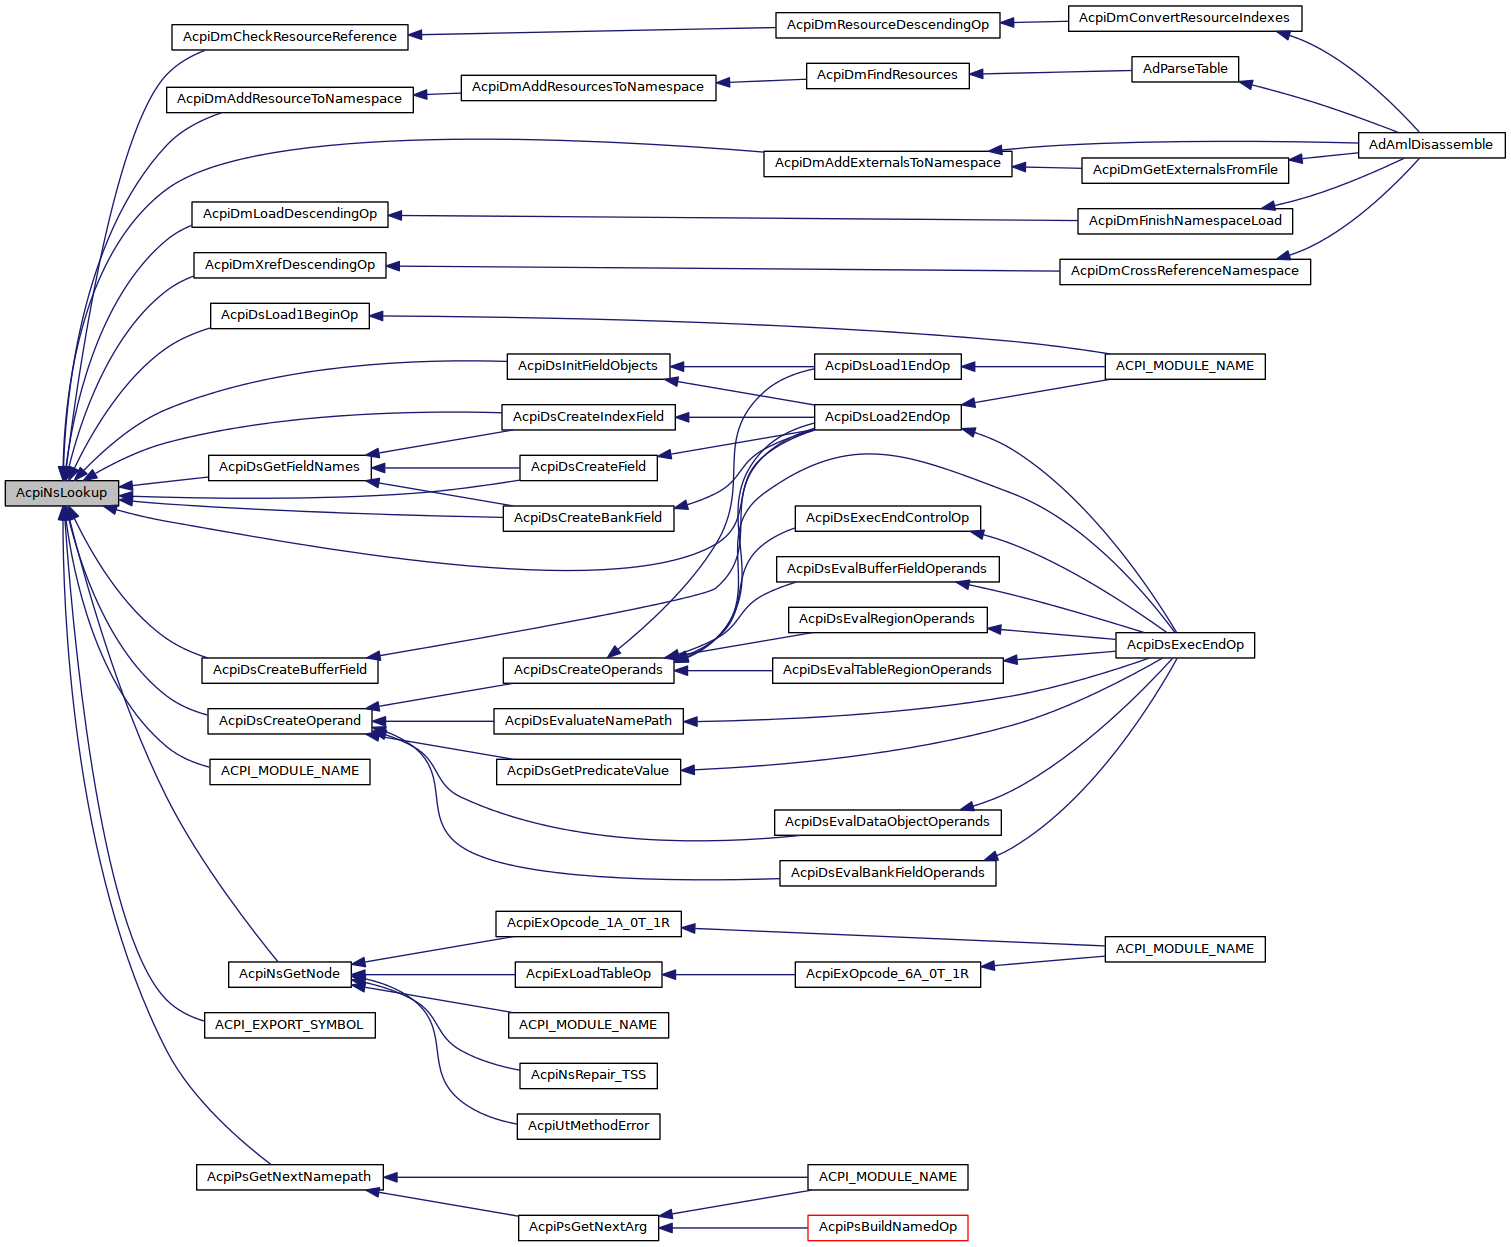 AcpiDmConvertResourceIndexes
AcpiDmResourceDescendingOp
AcpiDmCheckResourceReference
AdParseTable
AcpiDmFindResources
AcpiDmAddResourcesToNamespace
AcpiDmAddResourceToNamespace
AdAmlDisassemble
AcpiDmAddExternalsToNamespace
AcpiDmGetExternalsFromFile
AcpiDmLoadDescendingOp
AcpiDmFinishNamespaceLoad
AcpiDmXrefDescendingOp
AcpiDmCrossReferenceNamespace
AcpiDsLoad1BeginOp
AcpiDsInitFieldObjects
AcpiDsLoad1EndOp
ACPI_MODULE_NAME
AcpiDsCreateIndexField
AcpiDsLoad2EndOp
AcpiDsGetFieldNames
AcpiDsCreateField
AcpiNsLookup
AcpiDsCreateBankField
AcpiDsExecEndControlOp
AcpiDsEvalBufferFieldOperands
AcpiDsEvalRegionOperands
AcpiDsExecEndOp
AcpiDsCreateBufferField
AcpiDsCreateOperands
AcpiDsEvalTableRegionOperands
AcpiDsCreateOperand
AcpiDsEvaluateNamePath
ACPI_MODULE_NAME
AcpiDsGetPredicateValue
AcpiDsEvalDataObjectOperands
AcpiDsEvalBankFieldOperands
AcpiExOpcode_1A_0T_1R
ACPI_MODULE_NAME
AcpiNsGetNode
AcpiExLoadTableOp
AcpiExOpcode_6A_0T_1R
ACPI_EXPORT_SYMBOL
ACPI_MODULE_NAME
AcpiNsRepair_TSS
AcpiUtMethodError
AcpiPsGetNextNamepath
ACPI_MODULE_NAME
AcpiPsGetNextArg
AcpiPsBuildNamedOp